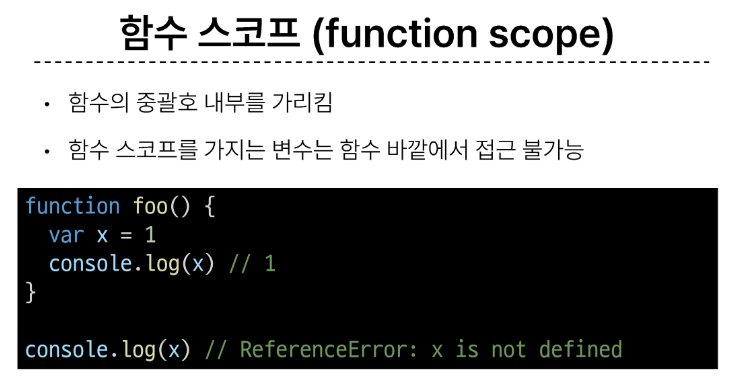 함수 스코프 (function scope)
• 함수의 중괄호 내부를 가리킴
• 함수 스코프를 가지는 변수는 함수 바깥에서 접근 불가능
function foo() {
  var x = 1
  console.log(x) // 1
}
console.log(x) // ReferenceError: x is not defined